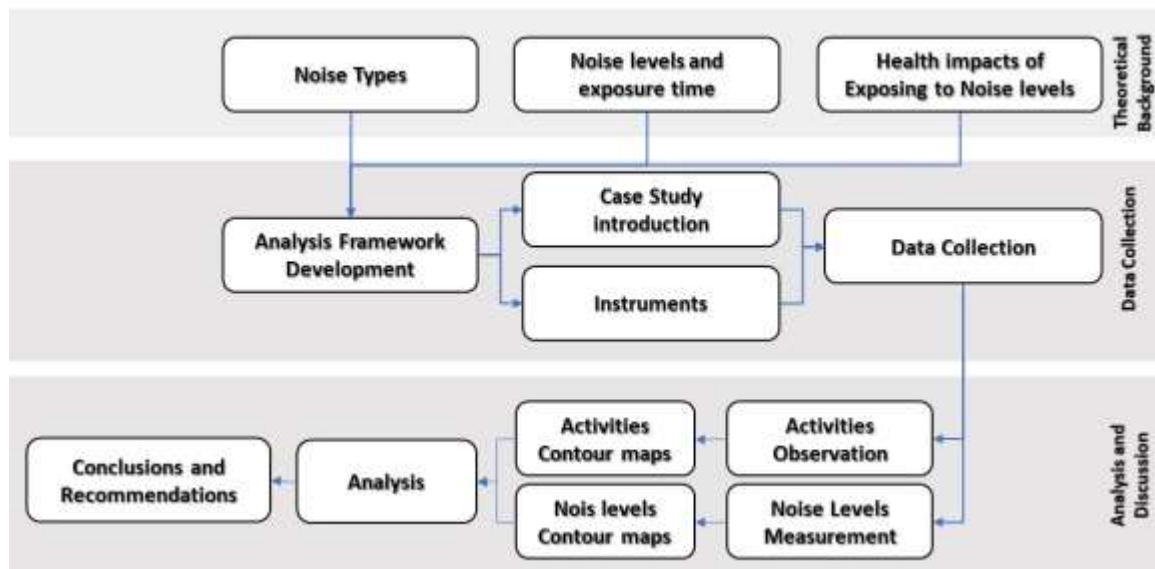 Noise Types
Noise levels and
exposure time
Health impacts of
Exposing to Noise levels
Theoretical
Background
Analysis Framework
Development
Case Study
introduction
Instruments
Data Collection
Data Collection
Activities
Contour maps
Activities
Observation
Conclusions and
Recommendations
Analysis
Nois levels
Contour maps
Noise Levels
Measurement
Analysis and
Discussion